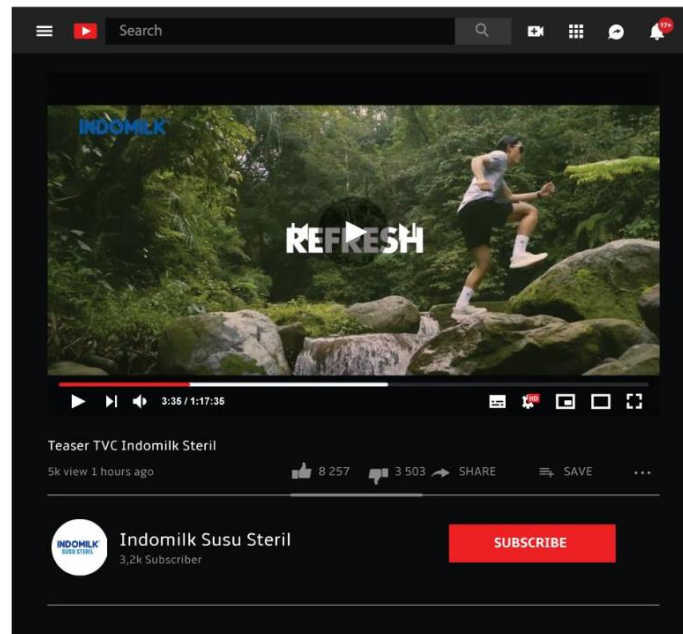 Search
17+
INDOMILK
REFRESH
3:35 / 1:17:35
HD
Teaser TVC Indomilk Steril
5k view 1 hours ago
8 257
3 503
SHARE
SAVE
INDOMILK
SUSU STERIL
Indomilk Susu Steril
3,2k Subscriber
SUBSCRIBE